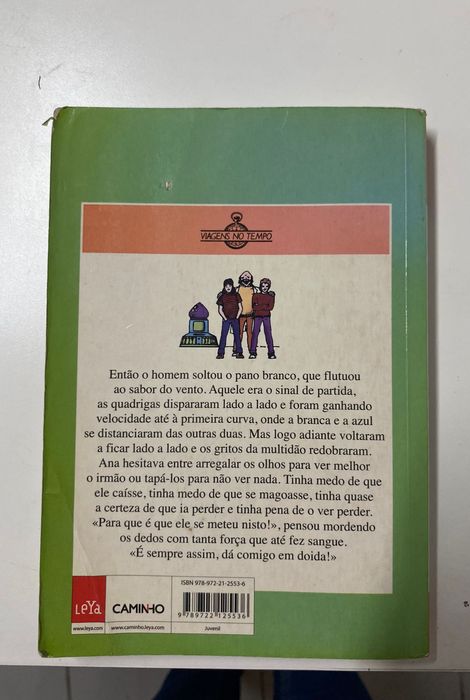 VIAGENS NO TEMPO
Então o homem soltou o pano branco, que flutuou
ao sabor do vento. Aquele era o sinal de partida,
as quadrigas dispararam lado a lado e foram ganhando
velocidade até à primeira curva, onde a branca e a azul
se distanciaram das outras duas. Mas logo adiante voltaram
a ficar lado a lado e os gritos da multidão redobraram.
Ana hesitava entre arregalar os olhos para ver melhor
o irmão ou tapá-los para não ver nada. Tinha medo de que
ele caísse, tinha medo de que se magoasse, tinha quase
a certeza de que ia perder e tinha pena de o ver perder.
«Para que é que ele se meteu nisto!», pensou mordendo
os dedos com tanta força que até fez sangue.
«É sempre assim, dá comigo em doida!»
ISBN 978-972-21-2553-6
9 789722 125536
LEYA
CAMINHO
www.leya.com
www.caminho.leya.com
Juvenil